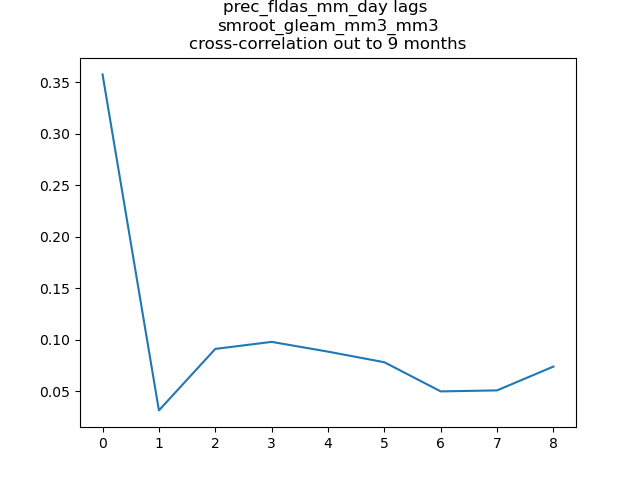 prec_fldas_mm_day lags
smroot_gleam_mm3_mm3
cross-correlation out to 9 months
0.35
0.30
0.25
0.20
0.15
0.10
0.05
0 1 2 3 4 5 6 7 8